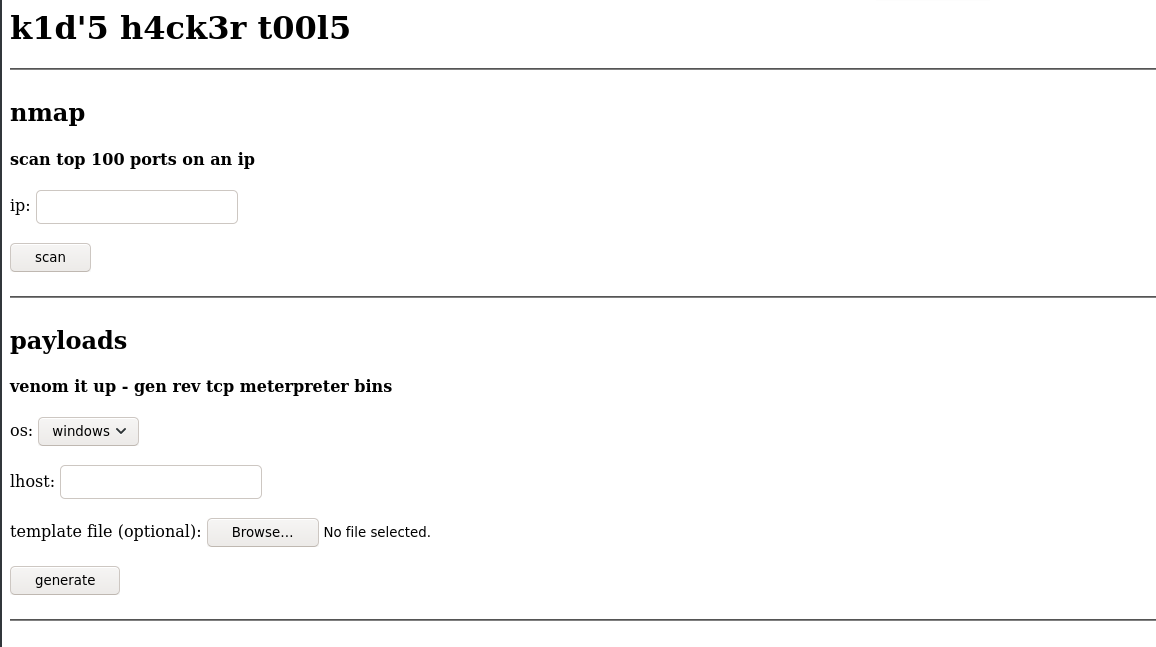 k1d'5 h4ck3r t00l5
nmap
scan top 100 ports on an ip
ip:
scan
payloads
venom it up - gen rev tcp meterpreter bins
os: windows
lhost:
template file (optional): Browse... No file selected.
generate